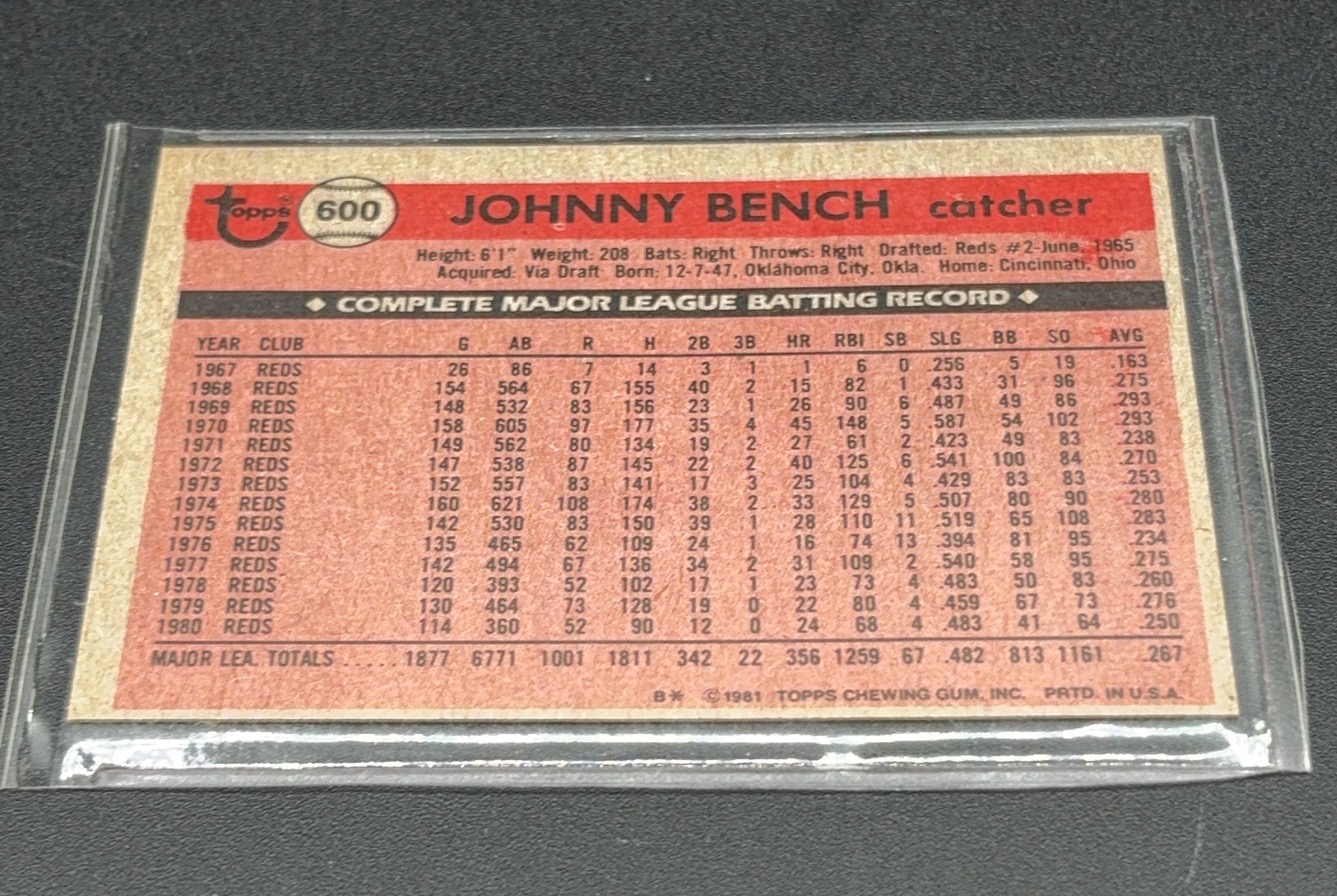 Topps® 600 JOHNNY BENCH catcher
Height: 6'1" Weight: 208 Bats: Right Throws: Right Drafted: Reds #2-June, 1965
Acquired: Via Draft Born: 12-7-47, Oklahoma City, Okla. Home: Cincinnati, Ohio
◆ COMPLETE MAJOR LEAGUE BATTING RECORD ◆
YEAR CLUB G AB R H 2B 3B HR RBI SB SLG BB SO AVG
1967 REDS 26 86 7 14 3 1 1 6 0 .256 5 19 .163
1968 REDS 154 564 67 155 40 2 15 82 1 .433 31 96 .275
1969 REDS 148 532 83 156 23 1 26 90 6 .487 49 86 .293
1970 REDS 158 605 97 177 35 4 45 148 5 .587 54 102 .293
1971 REDS 149 562 80 134 19 2 27 61 2 .423 49 83 .238
1972 REDS 147 538 87 145 22 2 40 125 6 .541 100 84 .270
1973 REDS 152 557 83 141 17 3 25 104 4 .429 83 83 .253
1974 REDS 160 621 108 174 38 2 33 129 5 .507 80 90 .280
1975 REDS 142 530 83 150 39 1 28 110 11 .519 65 108 .283
1976 REDS 135 465 62 109 24 1 16 74 13 .394 81 95 .234
1977 REDS 142 494 67 136 34 2 31 109 2 .540 58 95 .275
1978 REDS 120 393 52 102 17 1 23 73 4 .483 50 83 .260
1979 REDS 130 464 73 128 19 0 22 80 4 .459 67 73 .276
1980 REDS 114 360 52 90 12 0 24 68 4 .483 41 64 .250
MAJOR LEA. TOTALS ..... 1877 6771 1001 1811 342 22 356 1259 67 .482 813 1161 .267
B* ©1981 TOPPS CHEWING GUM, INC. PRTD. IN U.S.A.